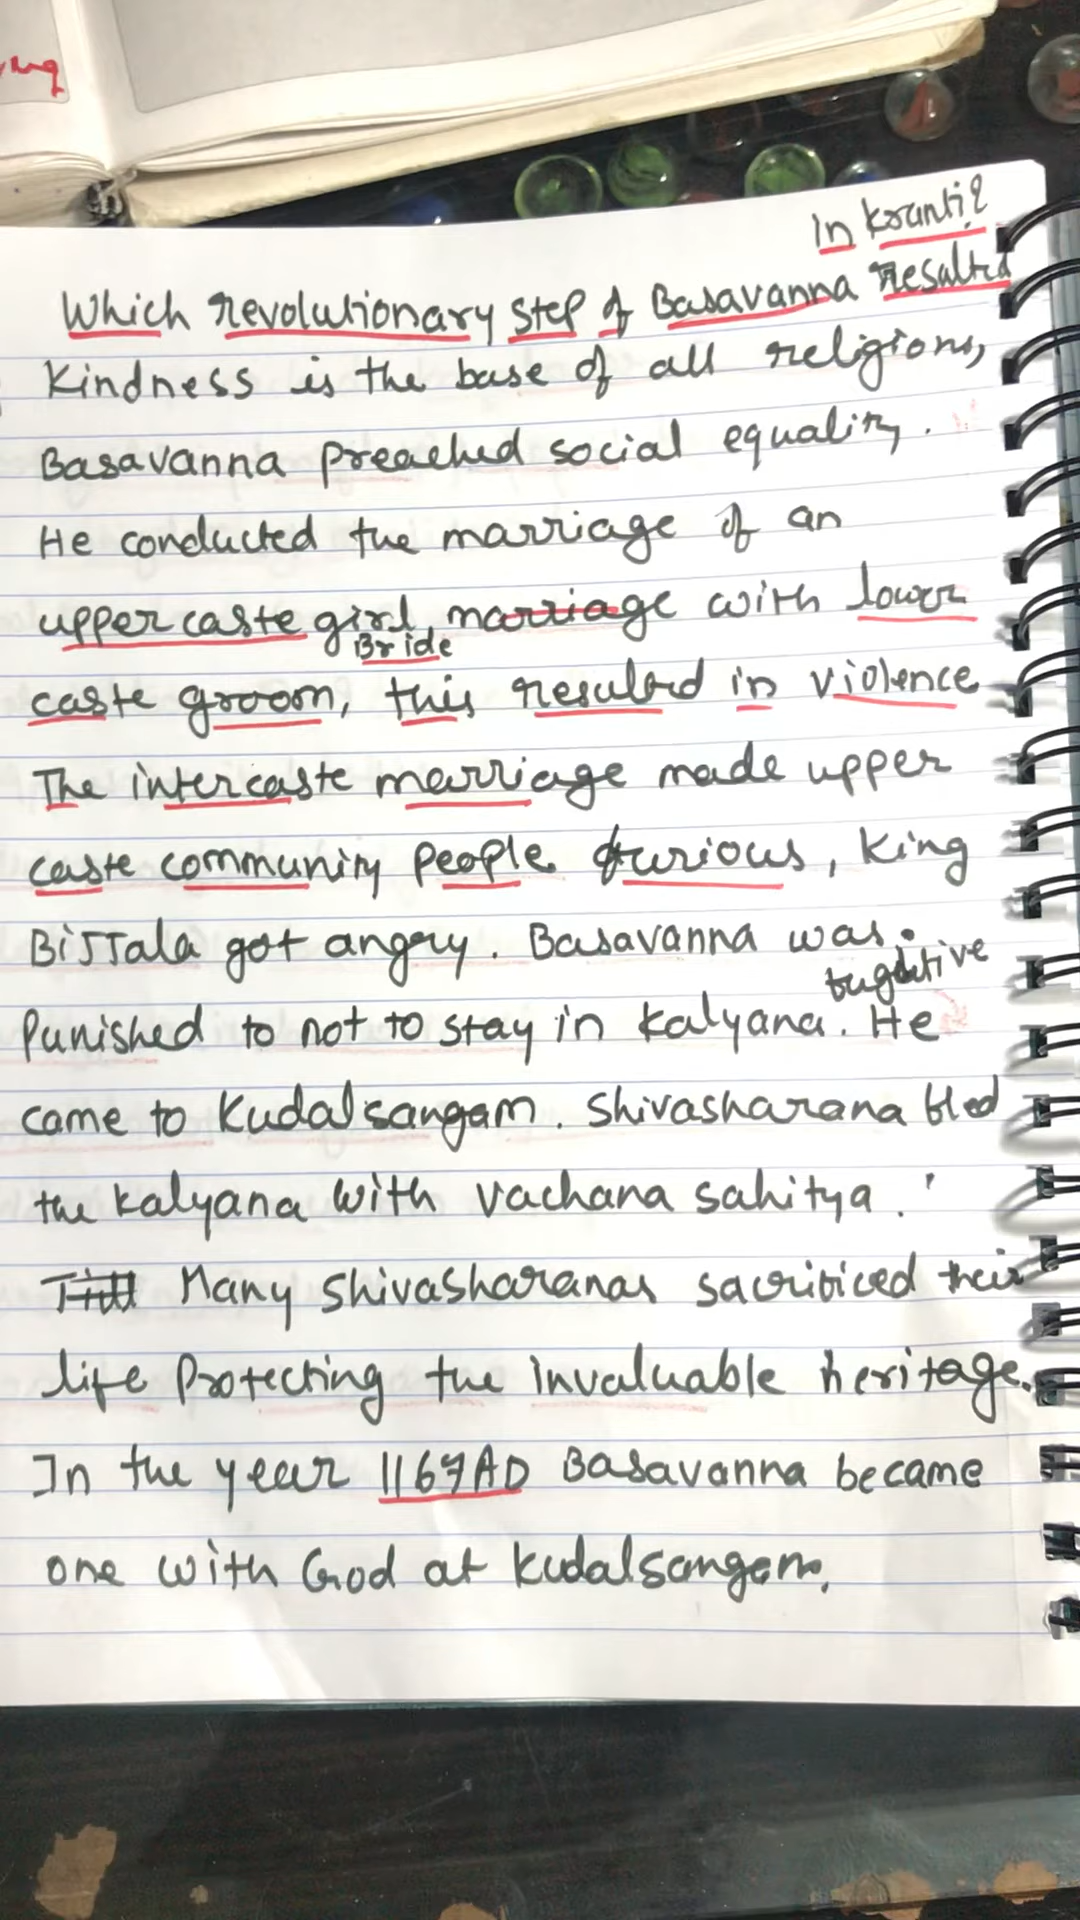 In Kranti?
Which revolutionary step of Basavanna resulted
Kindness is the base of all religions,
Basavanna preached social equality.
He conducted the marriage of an
upper caste girl marriage with lower
Bride
caste groom, this resulted in violence
The intercaste marriage made upper
caste community people furious, King
BiJJala got angry. Basavanna was
fugitive
Punished to not to stay in Kalyana. He
came to Kudalsangam. Shivasharana fled
the Kalyana with vachana sahitya.
Many Shivasharanas sacrificed their
life Protecting the invaluable heritage.
In the year 1167AD Basavanna became
one with God at Kudalsangam.